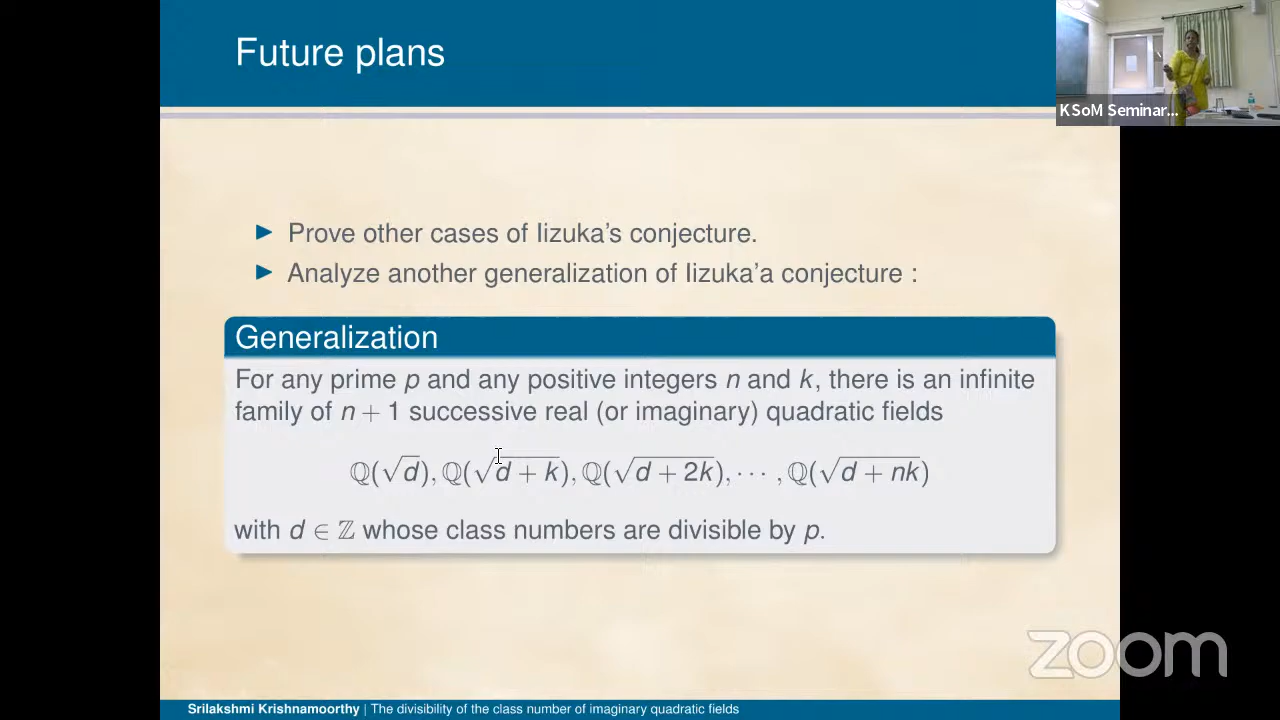 Future plans
KSoM Seminar...
▶ Prove other cases of Iizuka's conjecture.
▶ Analyze another generalization of Iizuka'a conjecture :
Generalization
For any prime p and any positive integers n and k, there is an infinite
family of n + 1 successive real (or imaginary) quadratic fields
ℚ(√d), ℚ(√d + k), ℚ(√d + 2k), ⋯ , ℚ(√d + nk)
with d ∈ ℤ whose class numbers are divisible by p.
zoom
Srilakshmi Krishnamoorthy | The divisibility of the class number of imaginary quadratic fields